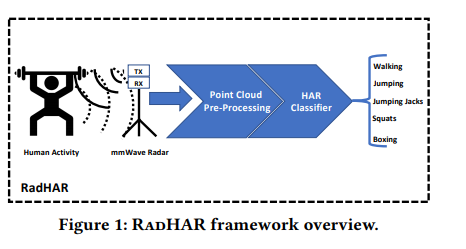 TX
RX
Point Cloud
Pre-Processing
HAR
Classifier
Walking
Jumping
Jumping Jacks
Squats
Boxing
Human Activity
mmWave Radar
RadHAR
Figure 1: RADHAR framework overview.